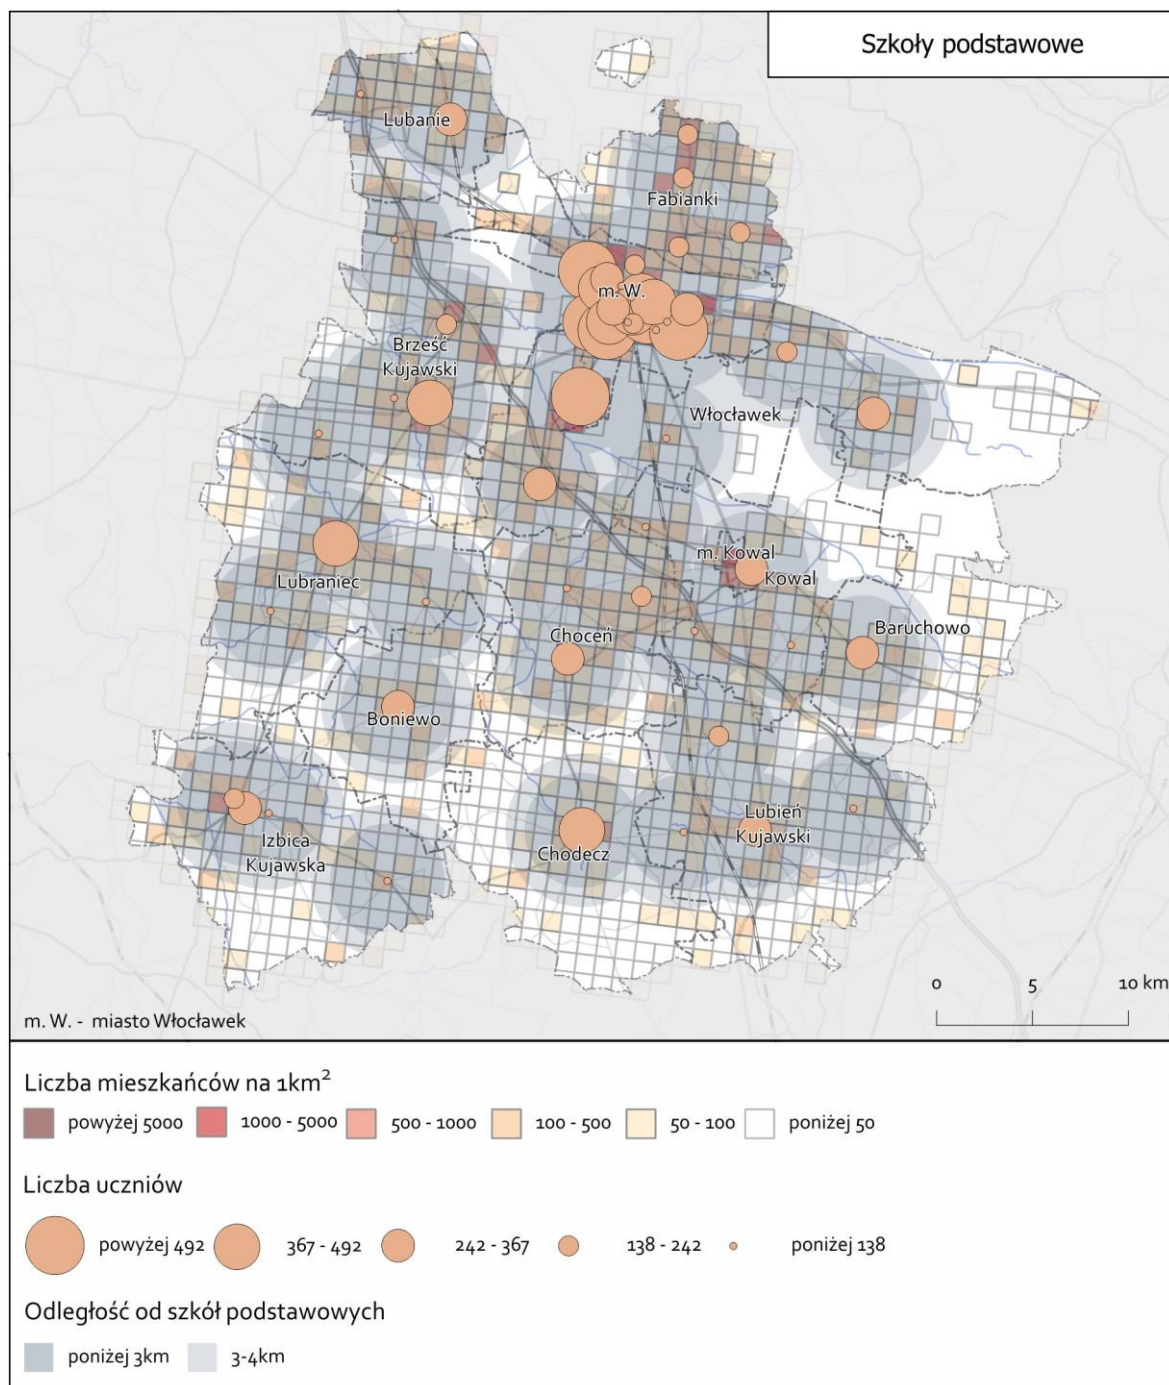 Szkoły podstawowe
Lubanie
Fabianki
m. W.
Brześć
Kujawski
Włocławek
m. Kowal
Kowal
Lubraniec
Choceń
Baruchowo
Boniewo
Lubień
Kujawski
Izbica
Kujawska
Chodecz
0 5 10 km
m. W. - miasto Włocławek
Liczba mieszkańców na 1km²
powyżej 5000 1000 - 5000 500 - 1000 100 - 500 50 - 100 poniżej 50
Liczba uczniów
powyżej 492 367 - 492 242 - 367 138 - 242 poniżej 138
Odległość od szkół podstawowych
poniżej 3km 3-4km